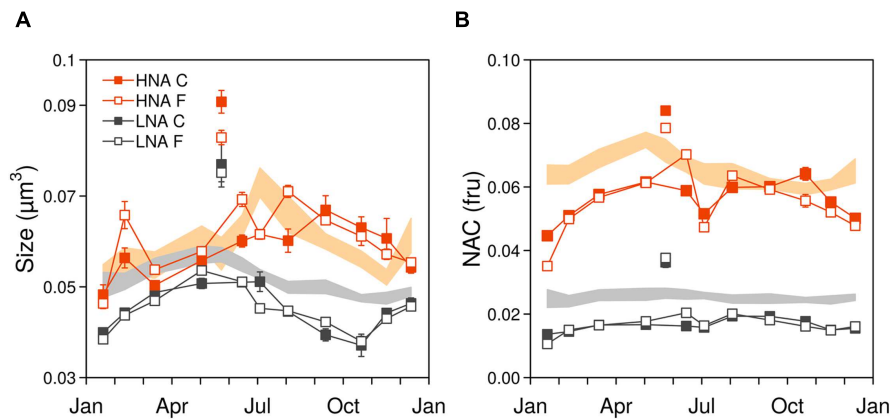 A
Size (μm³)
0.1
0.09
0.07
0.05
0.03
HNA C
HNA F
LNA C
LNA F
Jan Apr Jul Oct Jan
B
NAC (fru)
0.10
0.08
0.06
0.04
0.02
0.00
Jan Apr Jul Oct Jan